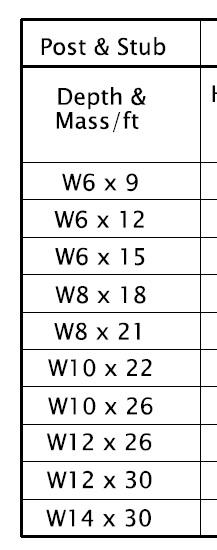 Post & Stub
Depth &
Mass/ft
W6 x 9
W6 x 12
W6 x 15
W8 x 18
W8 x 21
W10 x 22
W10 x 26
W12 x 26
W12 x 30
W14 x 30